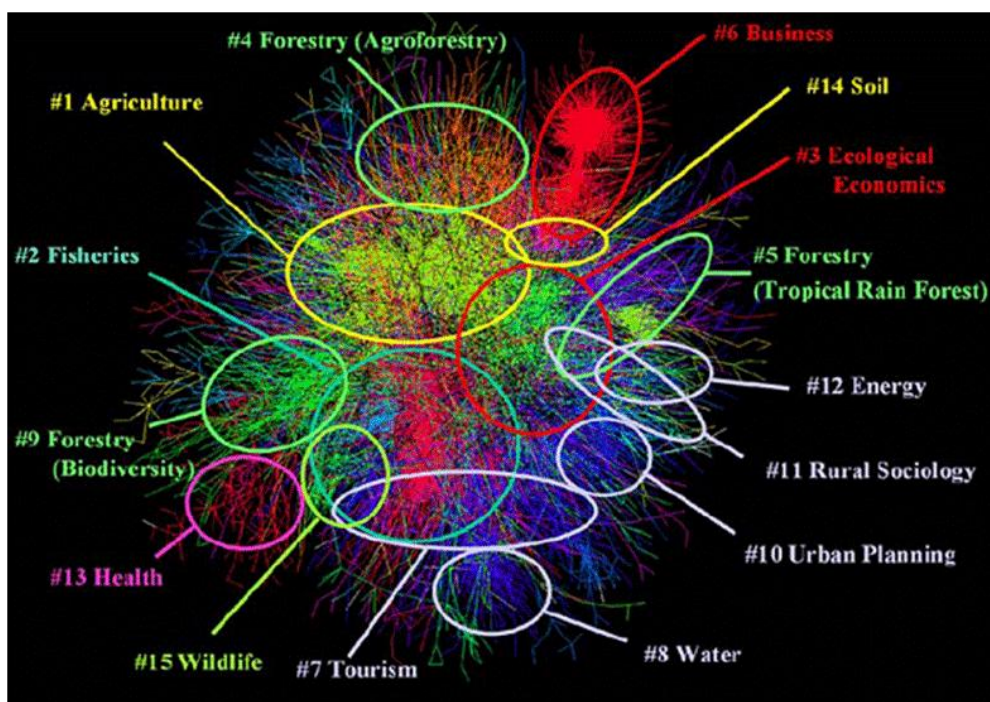 #4 Forestry (Agroforestry)
#6 Business
#1 Agriculture
#14 Soil
#3 Ecological
Economics
#2 Fisheries
#5 Forestry
(Tropical Rain Forest)
#12 Energy
#9 Forestry
(Biodiversity)
#11 Rural Sociology
#10 Urban Planning
#13 Health
#15 Wildlife
#7 Tourism
#8 Water